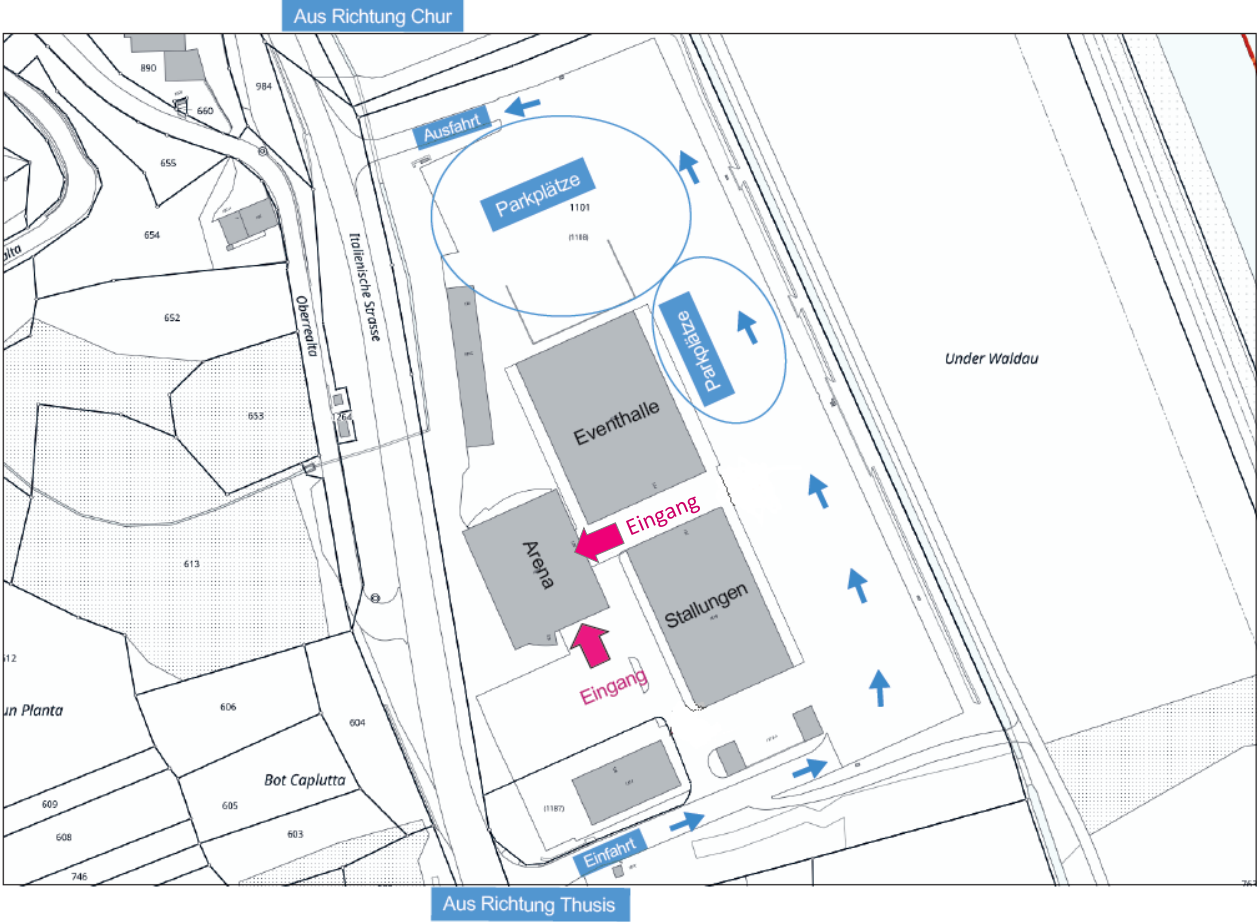 Aus Richtung Chur
890
984
660
Ausfahrt
655
Parkplätze
1101
654
(1188)
Italienische Strasse
652
Oberrealta
Parkplätze
Under Waldau
653
Eventhalle
Eingang
Arena
613
Stallungen
612
Eingang
un Planta
606
604
Bot Caplutta
609
605
(1187)
608
603
Einfahrt
746
Aus Richtung Thusis